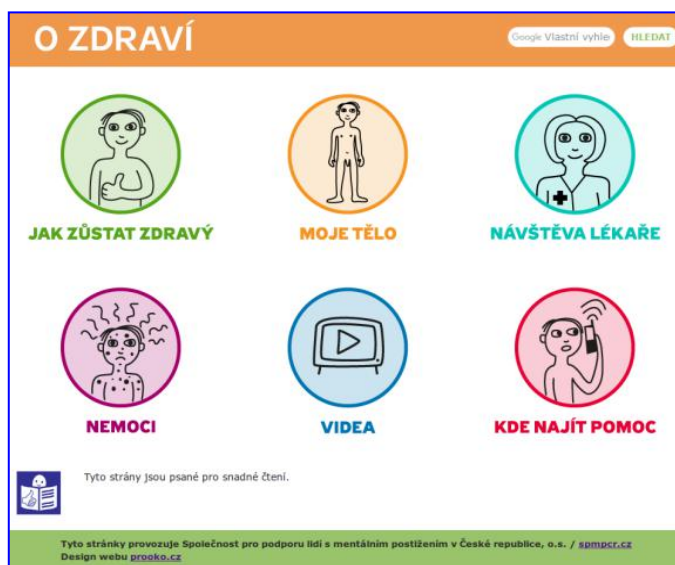 O ZDRAVÍ
Google Vlastní vyhle
HLEDAT
JAK ZŮSTAT ZDRAVÝ
MOJE TĚLO
NÁVŠTĚVA LÉKAŘE
NEMOCI
VIDEA
KDE NAJÍT POMOC
Tyto strány jsou psané pro snadné čtení.
Tyto stránky provozuje Společnost pro podporu lidí s mentálním postižením v České republice, o.s. / spmpcr.cz
Design webu prooko.cz